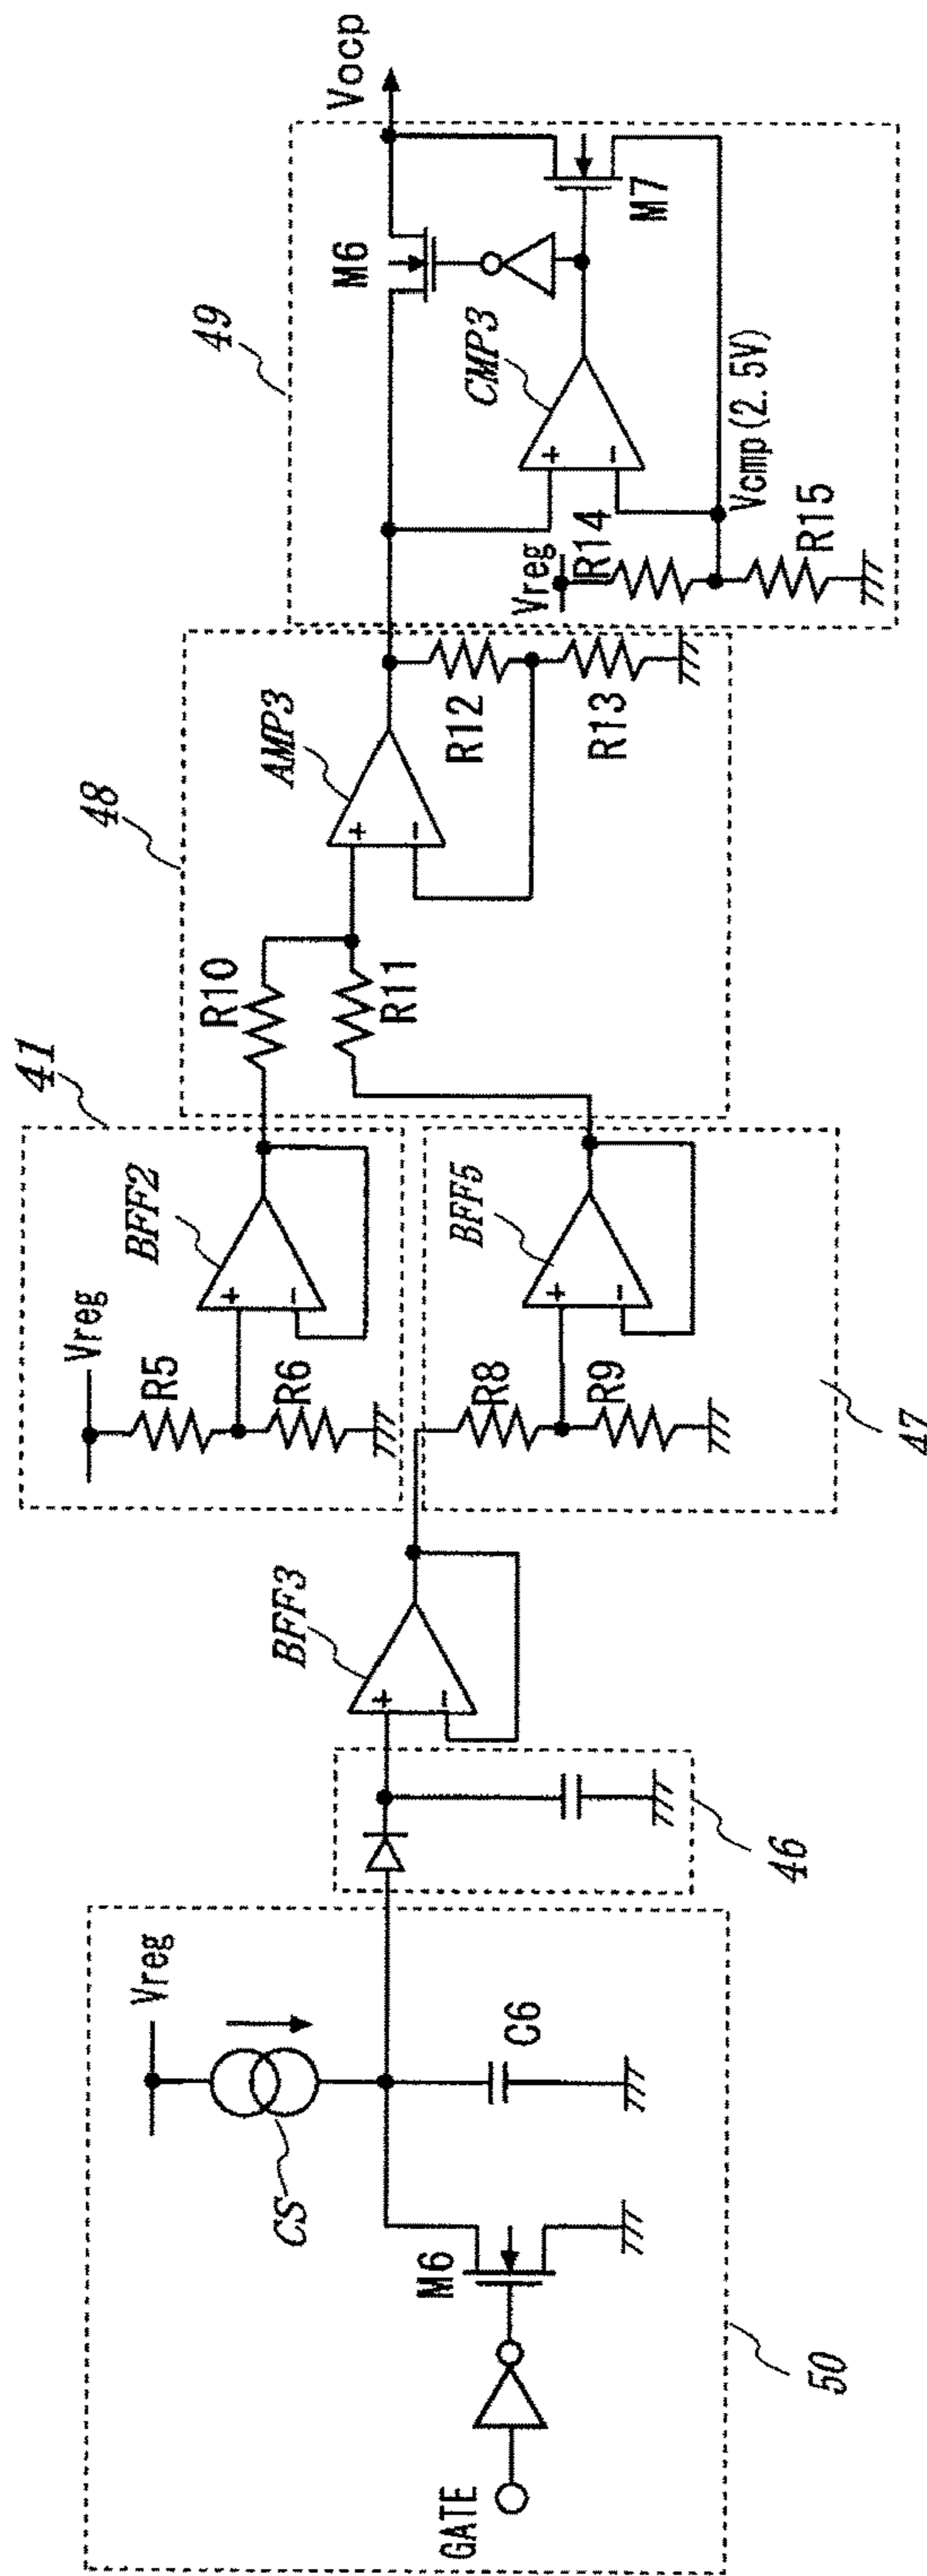 GATE
M6
CS
Vreg
C6
50
46
BFF3
Vreg
R5
R6
BFF2
41
R8
R9
BFF5
47
R10
R11
48
AMP3
R12
R13
49
Vreg
R14
R15
Vcmp(2.5V)
CMP3
M6
M7
Vocp